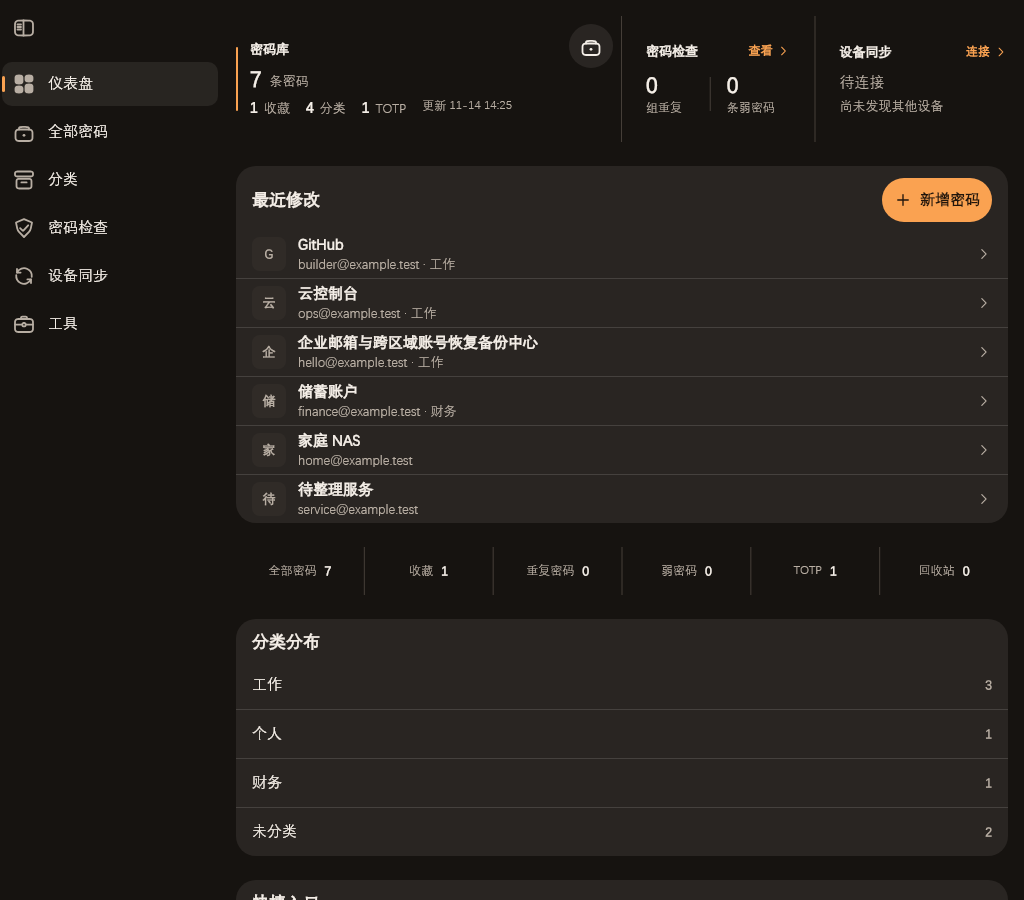 仪表盘
全部密码
分类
密码检查
设备同步
工具
密码库
7 条密码
1 收藏 4 分类 1 TOTP 更新 11-14 14:25
密码检查 查看
0 0
组重复 条弱密码
设备同步 连接
待连接
尚未发现其他设备
最近修改 新增密码
G GitHub
builder@example.test · 工作
云 云控制台
ops@example.test · 工作
企 企业邮箱与跨区域账号恢复备份中心
hello@example.test · 工作
储 储蓄账户
finance@example.test · 财务
家 家庭 NAS
home@example.test
待 待整理服务
service@example.test
全部密码 7 收藏 1 重复密码 0 弱密码 0 TOTP 1 回收站 0
分类分布
工作 3
个人 1
财务 1
未分类 2